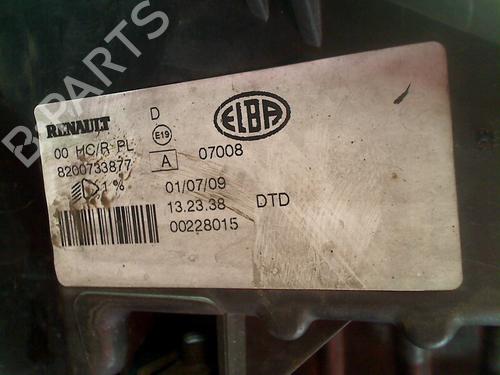 B-PARTS
RENAULT
D
ELBA
00 HC/R PL
E19
07008
8200733877
A
1%
01/07/09
13.23.38
DTD
00228015